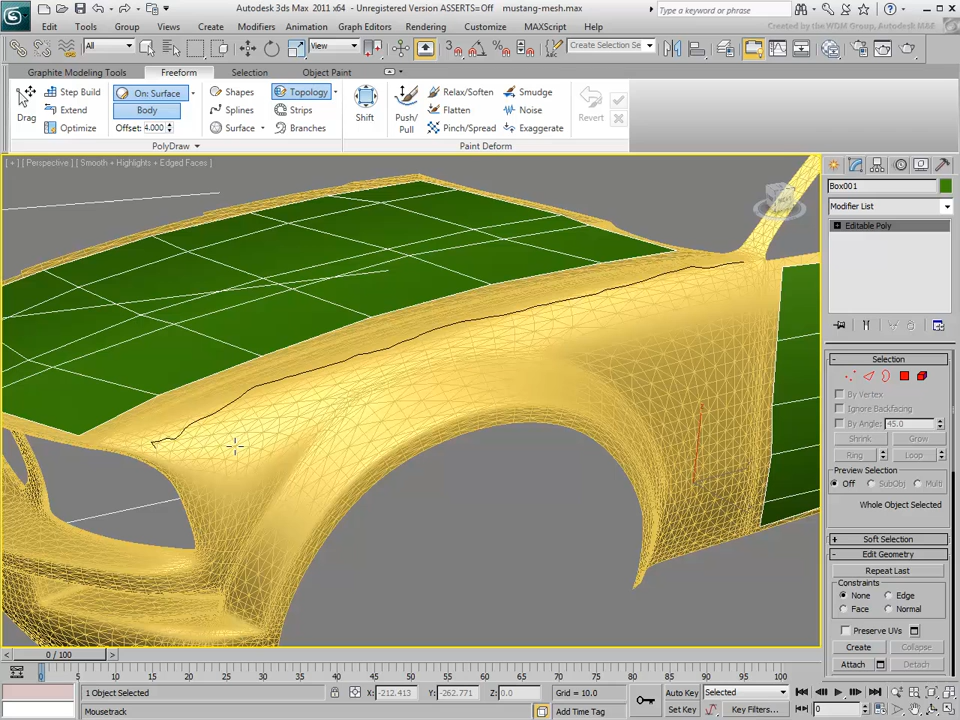 Autodesk 3ds Max 2011 x64 - Unregistered Version ASSERTS=Off mustang-mesh.max
Type a keyword or phrase
Edit Tools Group Views Create Modifiers Animation Graph Editors Rendering Customize MAXScript Help
Created by the WOM Group, Autodesk M&E
All View Create Selection Se
Graphite Modeling Tools Freeform Selection Object Paint
Step Build On: Surface Shapes Topology Relax/Soften Smudge
Drag Extend Body Splines Strips Shift Push/Pull Flatten Noise Revert
Optimize Offset: 4.000 Surface Branches Pinch/Spread Exaggerate
PolyDraw Paint Deform
[ + ] [ Perspective ] [ Smooth + Highlights + Edged Faces ]
Box001
Modifier List
Editable Poly
Selection
By Vertex
Ignore Backfacing
By Angle: 45.0
Shrink Grow
Ring Loop
Preview Selection
Off SubObj Multi
Whole Object Selected
Soft Selection
Edit Geometry
Repeat Last
Constraints
None Edge
Face Normal
Preserve UVs
Create Collapse
Attach Detach
0 / 100
0 5 10 15 20 25 30 35 40 45 50 55 60 65 70 75 80 85 90 95 100
1 Object Selected X: -212.413 Y: -262.771 Z: 0.0 Grid = 10.0 Auto Key Selected
Mousetrack Add Time Tag Set Key Key Filters... 0